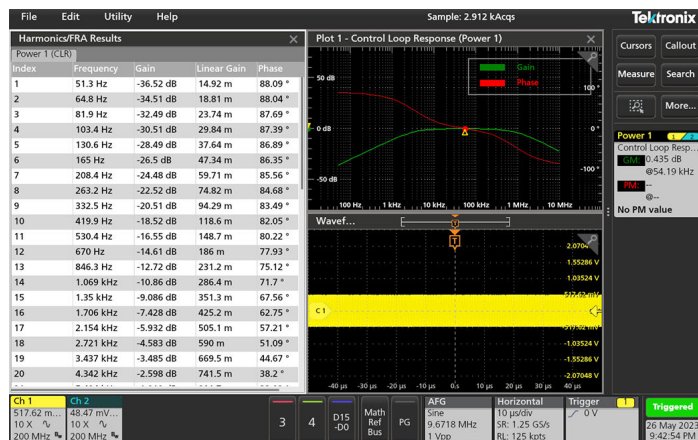 File Edit Utility Help Sample: 2.912 kAcqs Tektronix
Harmonics/FRA Results
Power 1 (CLR)
Index Frequency Gain Linear Gain Phase
1 51.3 Hz -36.52 dB 14.92 m 88.09 °
2 64.8 Hz -34.51 dB 18.81 m 88.04 °
3 81.9 Hz -32.49 dB 23.74 m 87.69 °
4 103.4 Hz -30.51 dB 29.84 m 87.39 °
5 130.6 Hz -28.49 dB 37.64 m 86.89 °
6 165 Hz -26.5 dB 47.34 m 86.35 °
7 208.4 Hz -24.48 dB 59.71 m 85.56 °
8 263.2 Hz -22.52 dB 74.82 m 84.68 °
9 332.5 Hz -20.51 dB 94.29 m 83.49 °
10 419.9 Hz -18.52 dB 118.6 m 82.05 °
11 530.4 Hz -16.55 dB 148.7 m 80.22 °
12 670 Hz -14.61 dB 186 m 77.93 °
13 846.3 Hz -12.72 dB 231.2 m 75.12 °
14 1.069 kHz -10.86 dB 286.4 m 71.7 °
15 1.35 kHz -9.086 dB 351.3 m 67.56 °
16 1.706 kHz -7.428 dB 425.2 m 62.75 °
17 2.154 kHz -5.932 dB 505.1 m 57.21 °
18 2.721 kHz -4.583 dB 590 m 51.09 °
19 3.437 kHz -3.485 dB 669.5 m 44.67 °
20 4.342 kHz -2.598 dB 741.5 m 38.2 °
Plot 1 - Control Loop Response (Power 1)
Gain
Phase
50 dB
100 °
0 dB
0 °
-50 dB
-100 °
100 Hz 1 kHz 10 kHz 100 kHz 1 MHz 10 MHz
Wavef...
T
2.0704
1.55286 V
1.03524 V
517.62 mV
C 1
-517.62 mV
-1.03524 V
-1.55286 V
-2.07048 V
-40 µs -30 µs -20 µs -10 µs 0 s 10 µs 20 µs 30 µs 40 µs
Cursors Callout
Measure Search
More...
Power 1 1 2
Control Loop Resp...
GM: 0.435 dB
@54.19 kHz
PM: --
@--
No PM value
Ch 1
517.62 m...
10 X
200 MHz
Ch 2
48.47 mV...
10 X
200 MHz
3
4
D15
-D0
Math
Ref
Bus
PG
AFG
Sine
9.6718 MHz
1 Vpp
Horizontal
10 µs/div
SR: 1.25 GS/s
RL: 125 kpts
Trigger 1
0 V
Triggered
26 May 202
9:42:54 PM